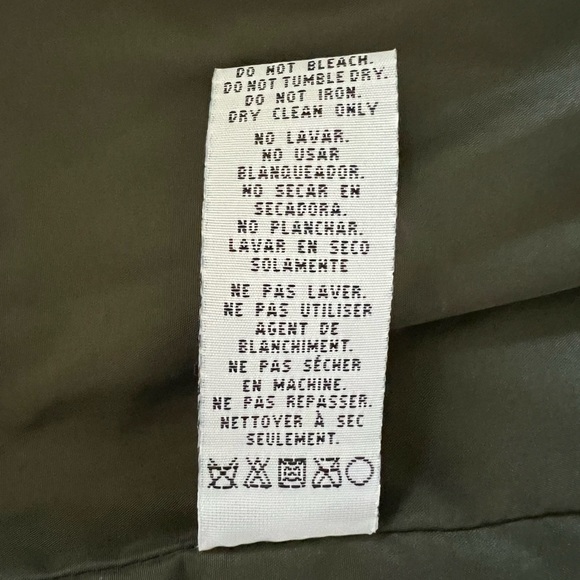 DO NOT BLEACH.
DO NOT TUMBLE DRY.
DO NOT IRON.
DRY CLEAN ONLY
NO LAVAR.
NO USAR
BLANQUEADOR.
NO SECAR EN
SECADORA.
NO PLANCHAR.
LAVAR EN SECO
SOLAMENTE
NE PAS LAVER.
NE PAS UTILISER
AGENT DE
BLANCHIMENT.
NE PAS SÉCHER
EN MACHINE.
NE PAS REPASSER.
NETTOYER À SEC
SEULEMENT.